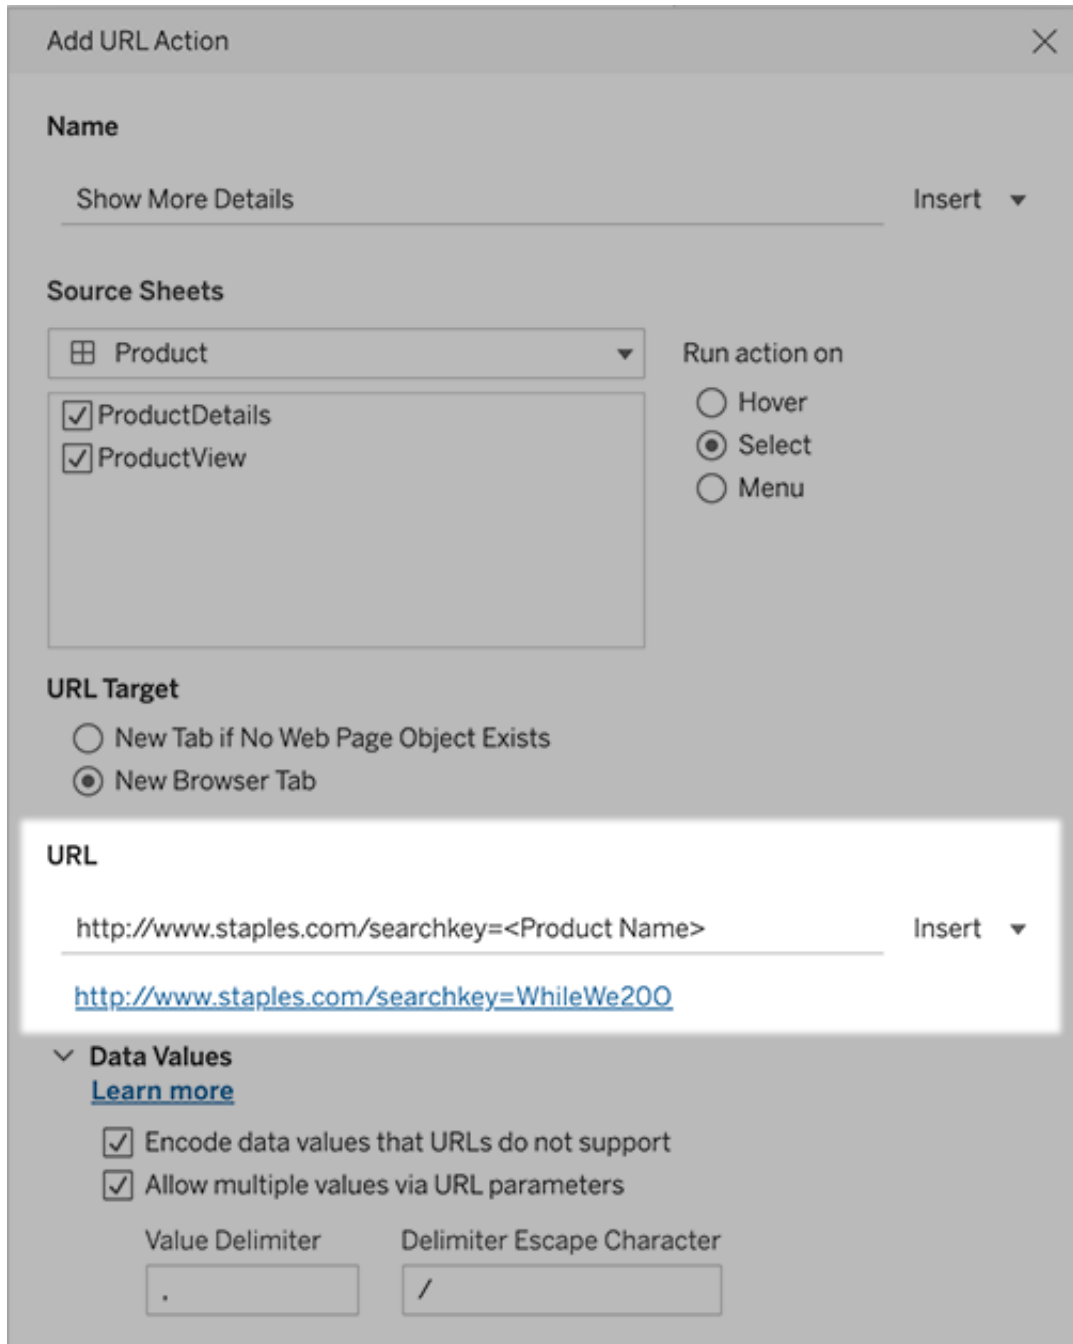 Add URL Action
Name
Show More Details Insert
Source Sheets
Product
Run action on
ProductDetails
ProductView
Hover
Select
Menu
URL Target
New Tab if No Web Page Object Exists
New Browser Tab
URL
http://www.staples.com/searchkey=<Product Name> Insert
http://www.staples.com/searchkey=WhileWe20O
Data Values
Learn more
Encode data values that URLs do not support
Allow multiple values via URL parameters
Value Delimiter Delimiter Escape Character
. /